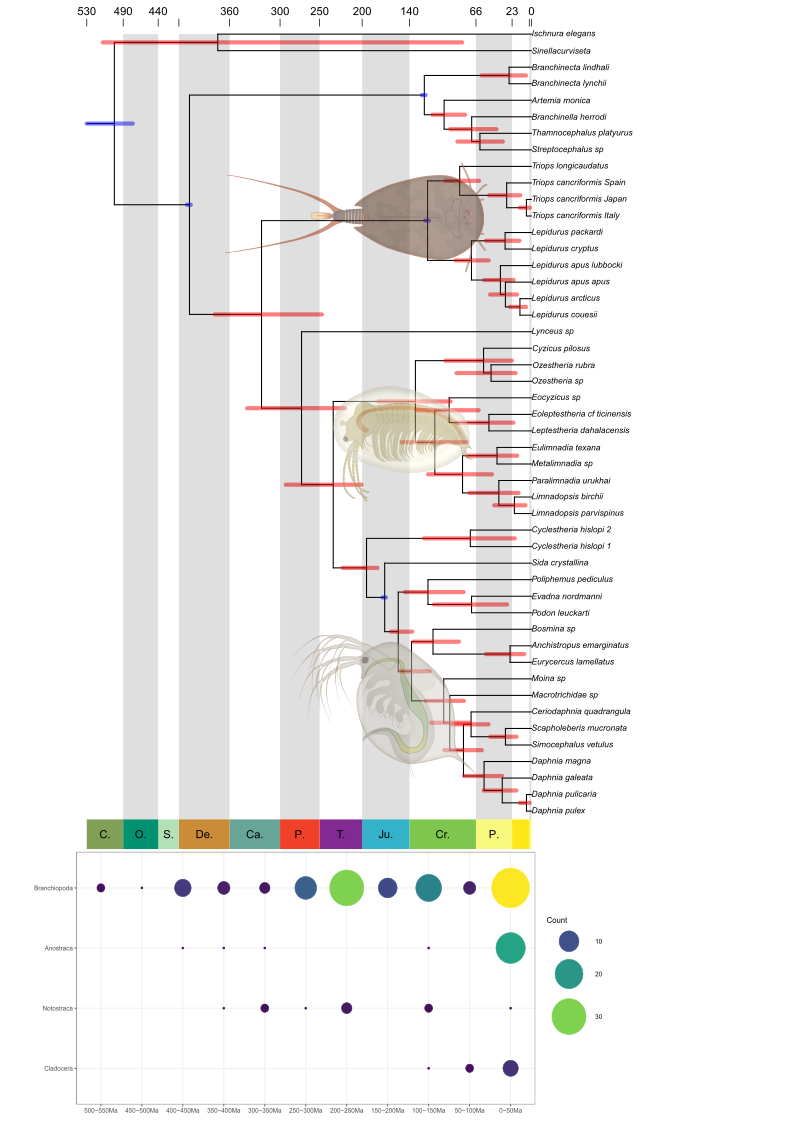 530 490 440 360 300 250 200 140 66 23 0
Ischnura elegans
Sinellacurviseta
Branchinecta lindhali
Branchinecta lynchii
Artemia monica
Branchinella herrodi
Thamnocephalus platyurus
Streptocephalus sp
Triops longicaudatus
Triops cancriformis Spain
Triops cancriformis Japan
Triops cancriformis Italy
Lepidurus packardi
Lepidurus cryptus
Lepidurus apus lubbocki
Lepidurus apus apus
Lepidurus arcticus
Lepidurus couesii
Lynceus sp
Cyzicus pilosus
Ozestheria rubra
Ozestheria sp
Eocyzicus sp
Eoleptestheria cf ticinensis
Leptestheria dahalacensis
Eulimnadia texana
Metalimnadia sp
Paralimnadia urukhai
Limnadopsis birchii
Limnadopsis parvispinus
Cyclestheria hislopi 2
Cyclestheria hislopi 1
Sida crystallina
Poliphemus pediculus
Evadna nordmanni
Podon leuckarti
Bosmina sp
Anchistropus emarginatus
Eurycercus lamellatus
Moina sp
Macrotrichidae sp
Ceriodaphnia quadrangula
Scapholeberis mucronata
Simocephalus vetulus
Daphnia magna
Daphnia galeata
Daphnia pulicaria
Daphnia pulex
C. O. S. De. Ca. P. T. Ju. Cr. P.
Branchiopoda
Anostraca
Notostraca
Cladocera
Count
10
20
30
500−550Ma 450−500Ma 400−450Ma 350−400Ma 300−350Ma 250−300Ma 200−250Ma 150−200Ma 100−150Ma 50−100Ma 0−50Ma